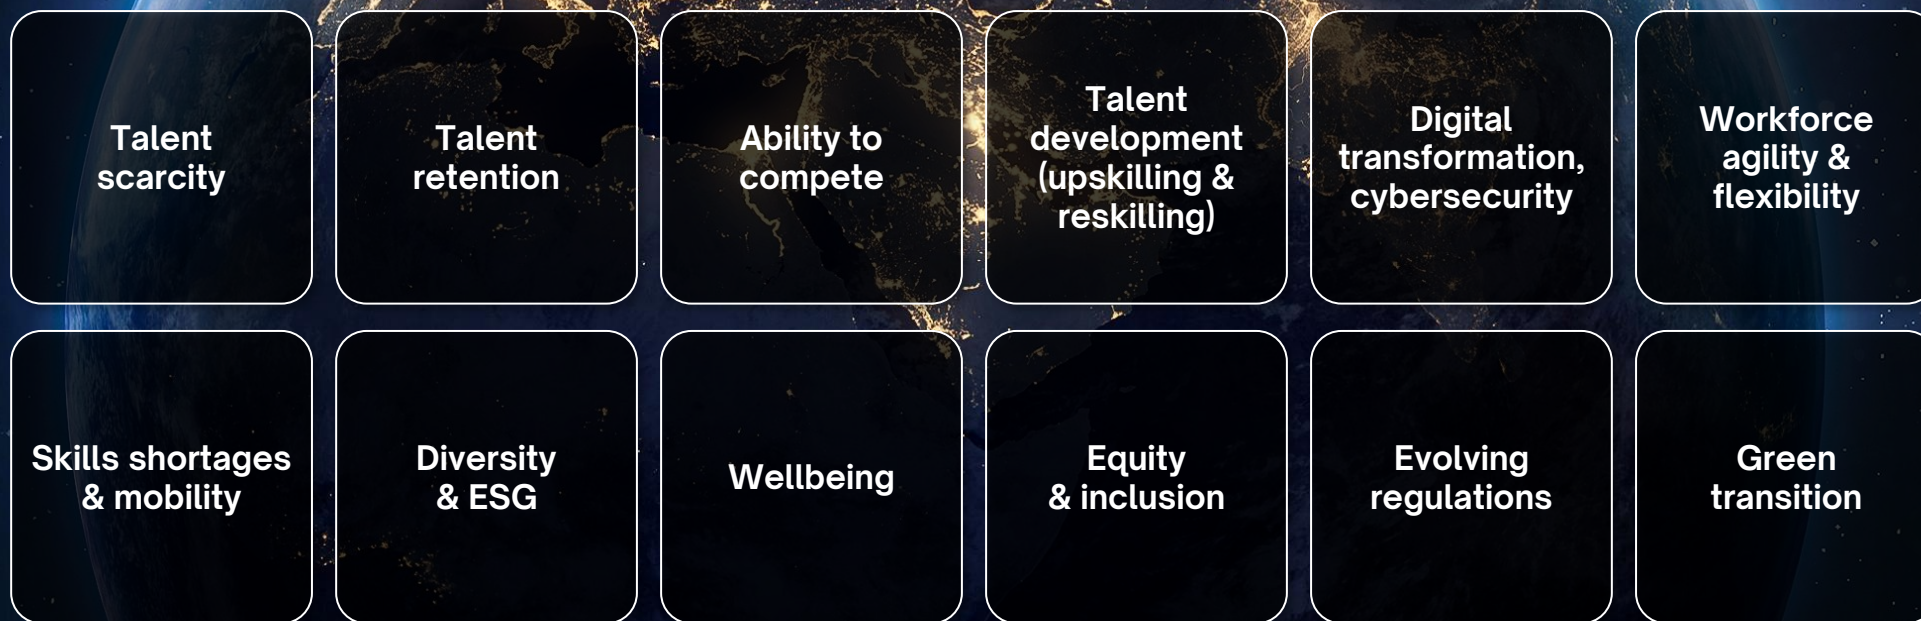 Talent
scarcity
Talent
retention
Ability to
compete
Talent
development
(upskilling &
reskilling)
Digital
transformation,
cybersecurity
Workforce
agility &
flexibility
Skills shortages
& mobility
Diversity
& ESG
Wellbeing
Equity
& inclusion
Evolving
regulations
Green
transition